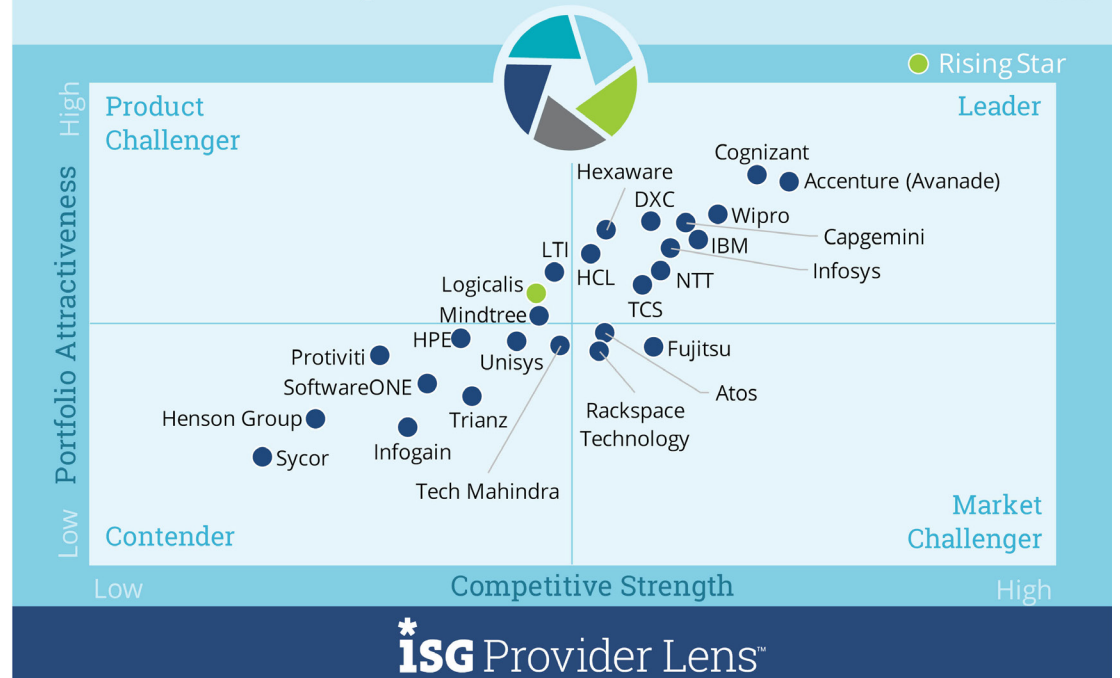 Rising Star
High
Product
Challenger
Leader
Cognizant
Hexaware
Accenture (Avanade)
DXC
Wipro
Capgemini
LTI
IBM
HCL
Infosys
Logicalis
NTT
Mindtree
TCS
HPE
Protiviti
Unisys
Fujitsu
SoftwareONE
Atos
Henson Group
Trianz
Rackspace
Technology
Infogain
Sycor
Tech Mahindra
Portfolio Attractiveness
Low
Contender
Market
Challenger
Low
Competitive Strength
High
*ISG Provider Lens™